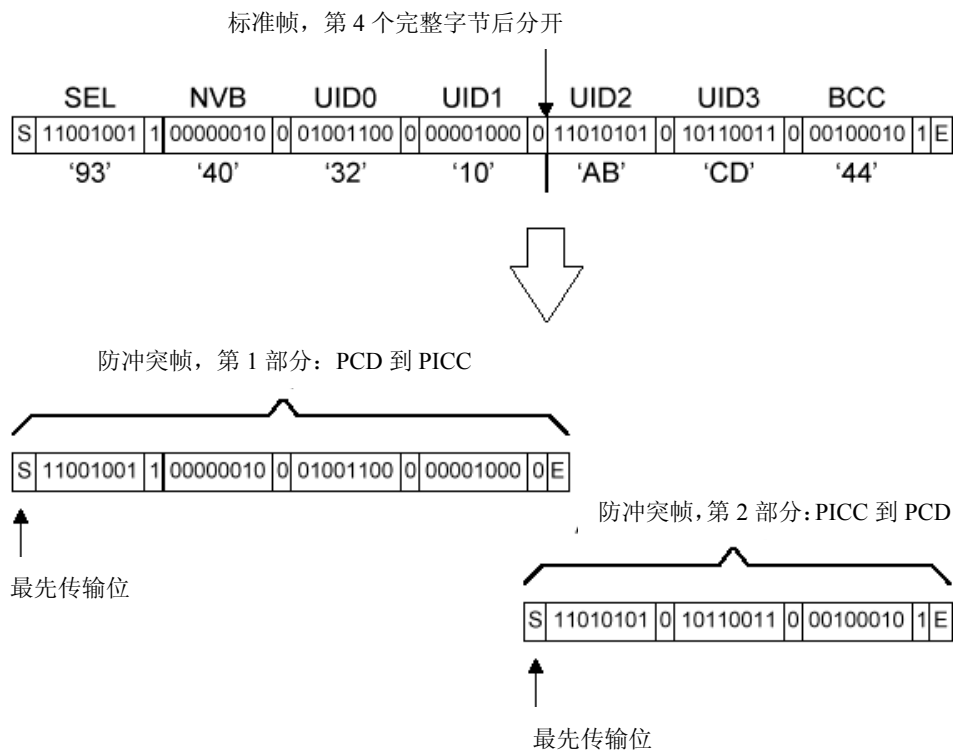 标准帧，第 4 个完整字节后分开
SEL NVB UID0 UID1 UID2 UID3 BCC
S 11001001 1 00000010 0 01001100 0 00001000 0 11010101 0 10110011 0 00100010 1 E
‘93’ ‘40’ ‘32’ ‘10’ ‘AB’ ‘CD’ ‘44’
防冲突帧，第 1 部分：PCD 到 PICC
S 11001001 1 00000010 0 01001100 0 00001000 0 E
防冲突帧，第 2 部分：PICC 到 PCD
最先传输位
S 11010101 0 10110011 0 00100010 1 E
最先传输位